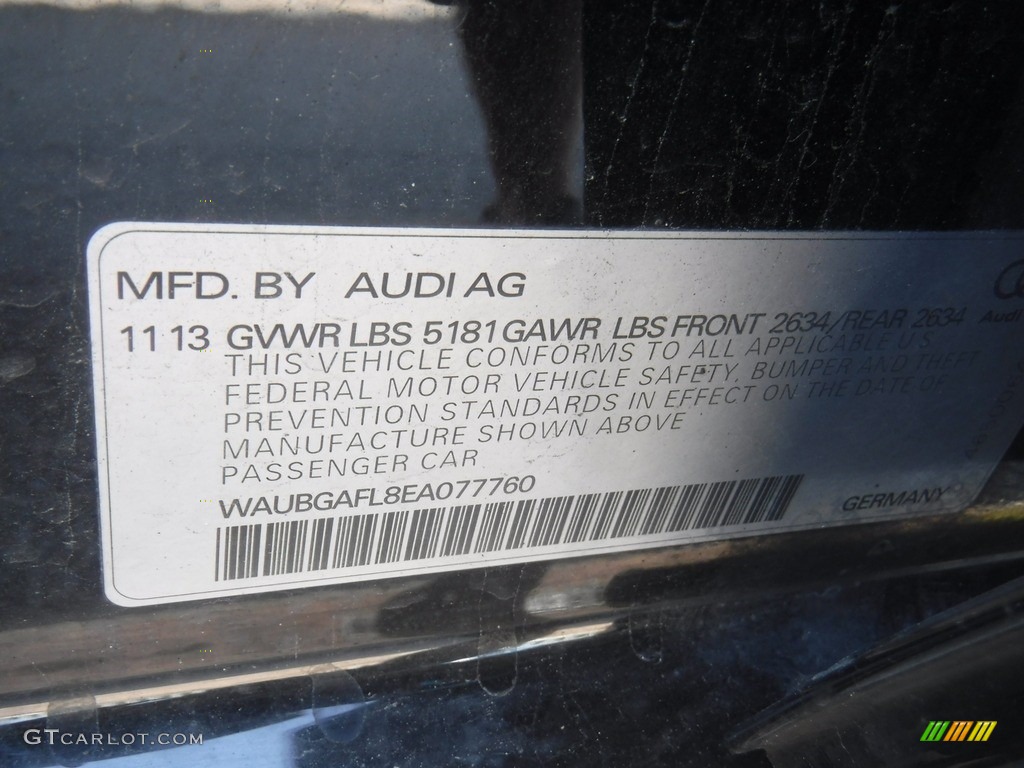 MFD. BY AUDI AG
11 13 GVWR LBS 5181 GAWR LBS FRONT 2634/REAR 2634
Audi
THIS VEHICLE CONFORMS TO ALL APPLICABLE U.S.
FEDERAL MOTOR VEHICLE SAFETY, BUMPER AND THEFT
PREVENTION STANDARDS IN EFFECT ON THE DATE OF
MANUFACTURE SHOWN ABOVE
PASSENGER CAR
WAUBGAFL8EA077760
GERMANY
GTCARLOT.COM